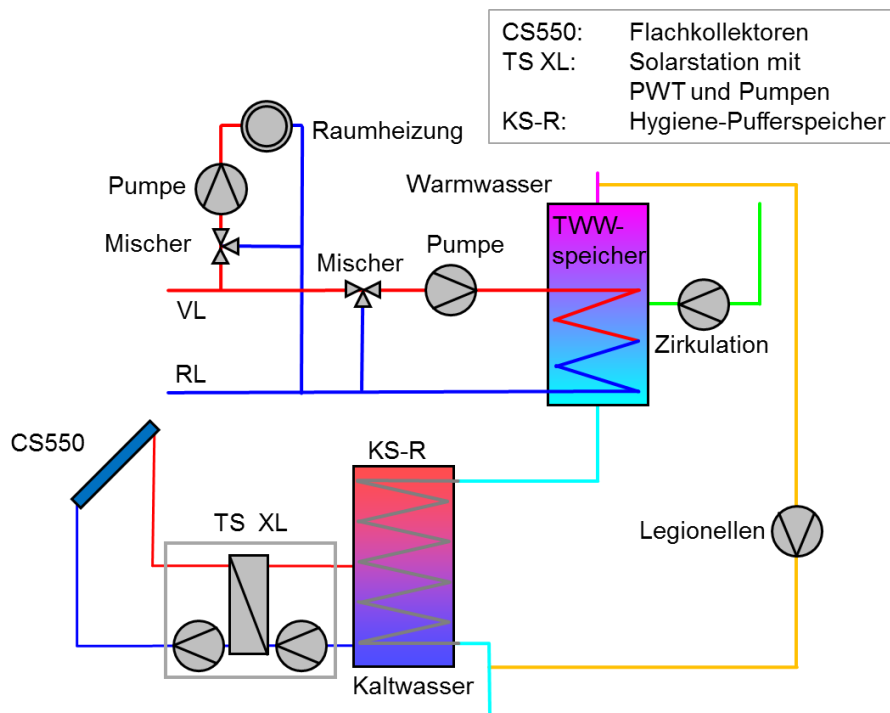 CS550: Flachkollektoren
TS XL: Solarstation mit
PWT und Pumpen
KS-R: Hygiene-Pufferspeicher
Raumheizung
Pumpe
Warmwasser
Mischer
TWW-
speicher
Mischer
Pumpe
VL
Zirkulation
RL
CS550
KS-R
TS XL
Legionellen
Kaltwasser